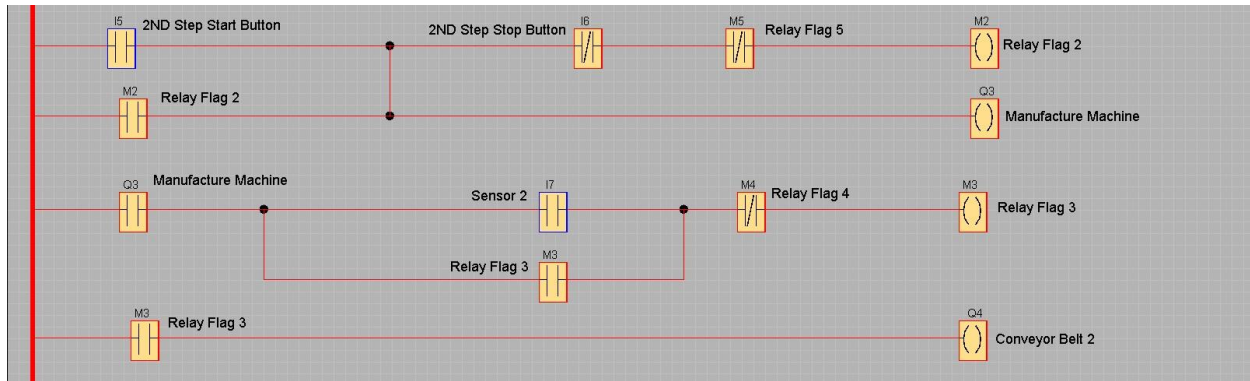 I5 2ND Step Start Button 2ND Step Stop Button I6 M5 Relay Flag 5 M2 Relay Flag 2
M2 Relay Flag 2 Q3 Manufacture Machine
Q3 Manufacture Machine Sensor 2 I7 M4 Relay Flag 4 M3 Relay Flag 3
Relay Flag 3 M3
M3 Relay Flag 3 Q4 Conveyor Belt 2